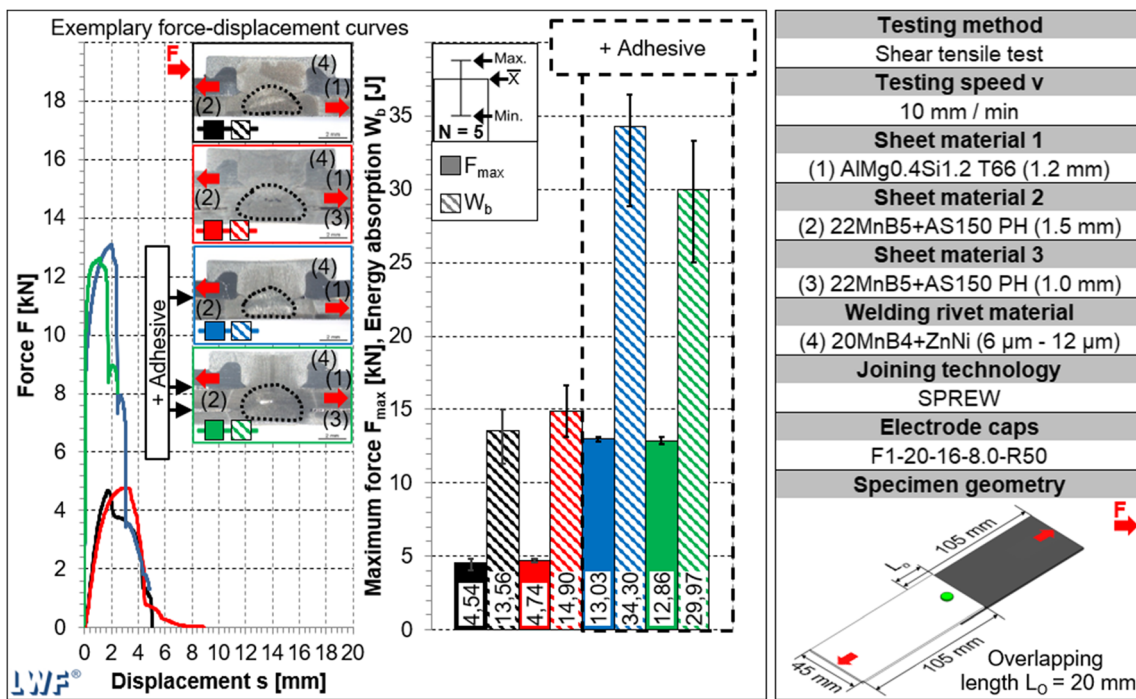 Exemplary force-displacement curves
Force F [kN]
18
16
14
12
10
8
6
4
2
0
0 2 4 6 8 10 12 14 16 18 20
Displacement s [mm]
LWF®
F
(4)
(1)
(2)
2 mm
(4)
(1)
(2)
(3)
2 mm
(4)
(1)
(2)
2 mm
(4)
(1)
(2)
(3)
2 mm
+ Adhesive
Maximum force Fmax [kN], Energy absorption Wb [J]
35
30
25
20
15
10
5
0
Max.
X̅
Min.
N = 5
Fmax
Wb
+ Adhesive
4,54
13,56
4,74
14,90
13,03
34,30
12,86
29,97
Testing method
Shear tensile test
Testing speed v
10 mm / min
Sheet material 1
(1) AlMg0.4Si1.2 T66 (1.2 mm)
Sheet material 2
(2) 22MnB5+AS150 PH (1.5 mm)
Sheet material 3
(3) 22MnB5+AS150 PH (1.0 mm)
Welding rivet material
(4) 20MnB4+ZnNi (6 µm - 12 µm)
Joining technology
SPREW
Electrode caps
F1-20-16-8.0-R50
Specimen geometry
F
105 mm
Lo
105 mm
45 mm
Overlapping
length LO = 20 mm